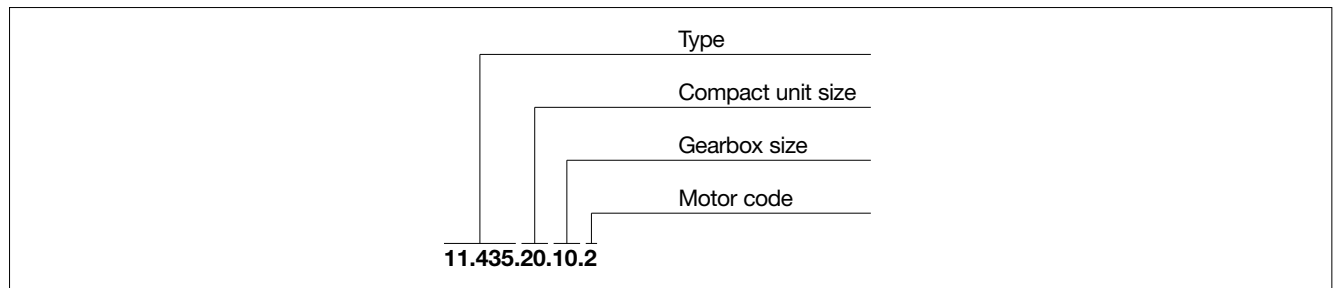 Type
Compact unit size
Gearbox size
Motor code
11.435.20.10.2